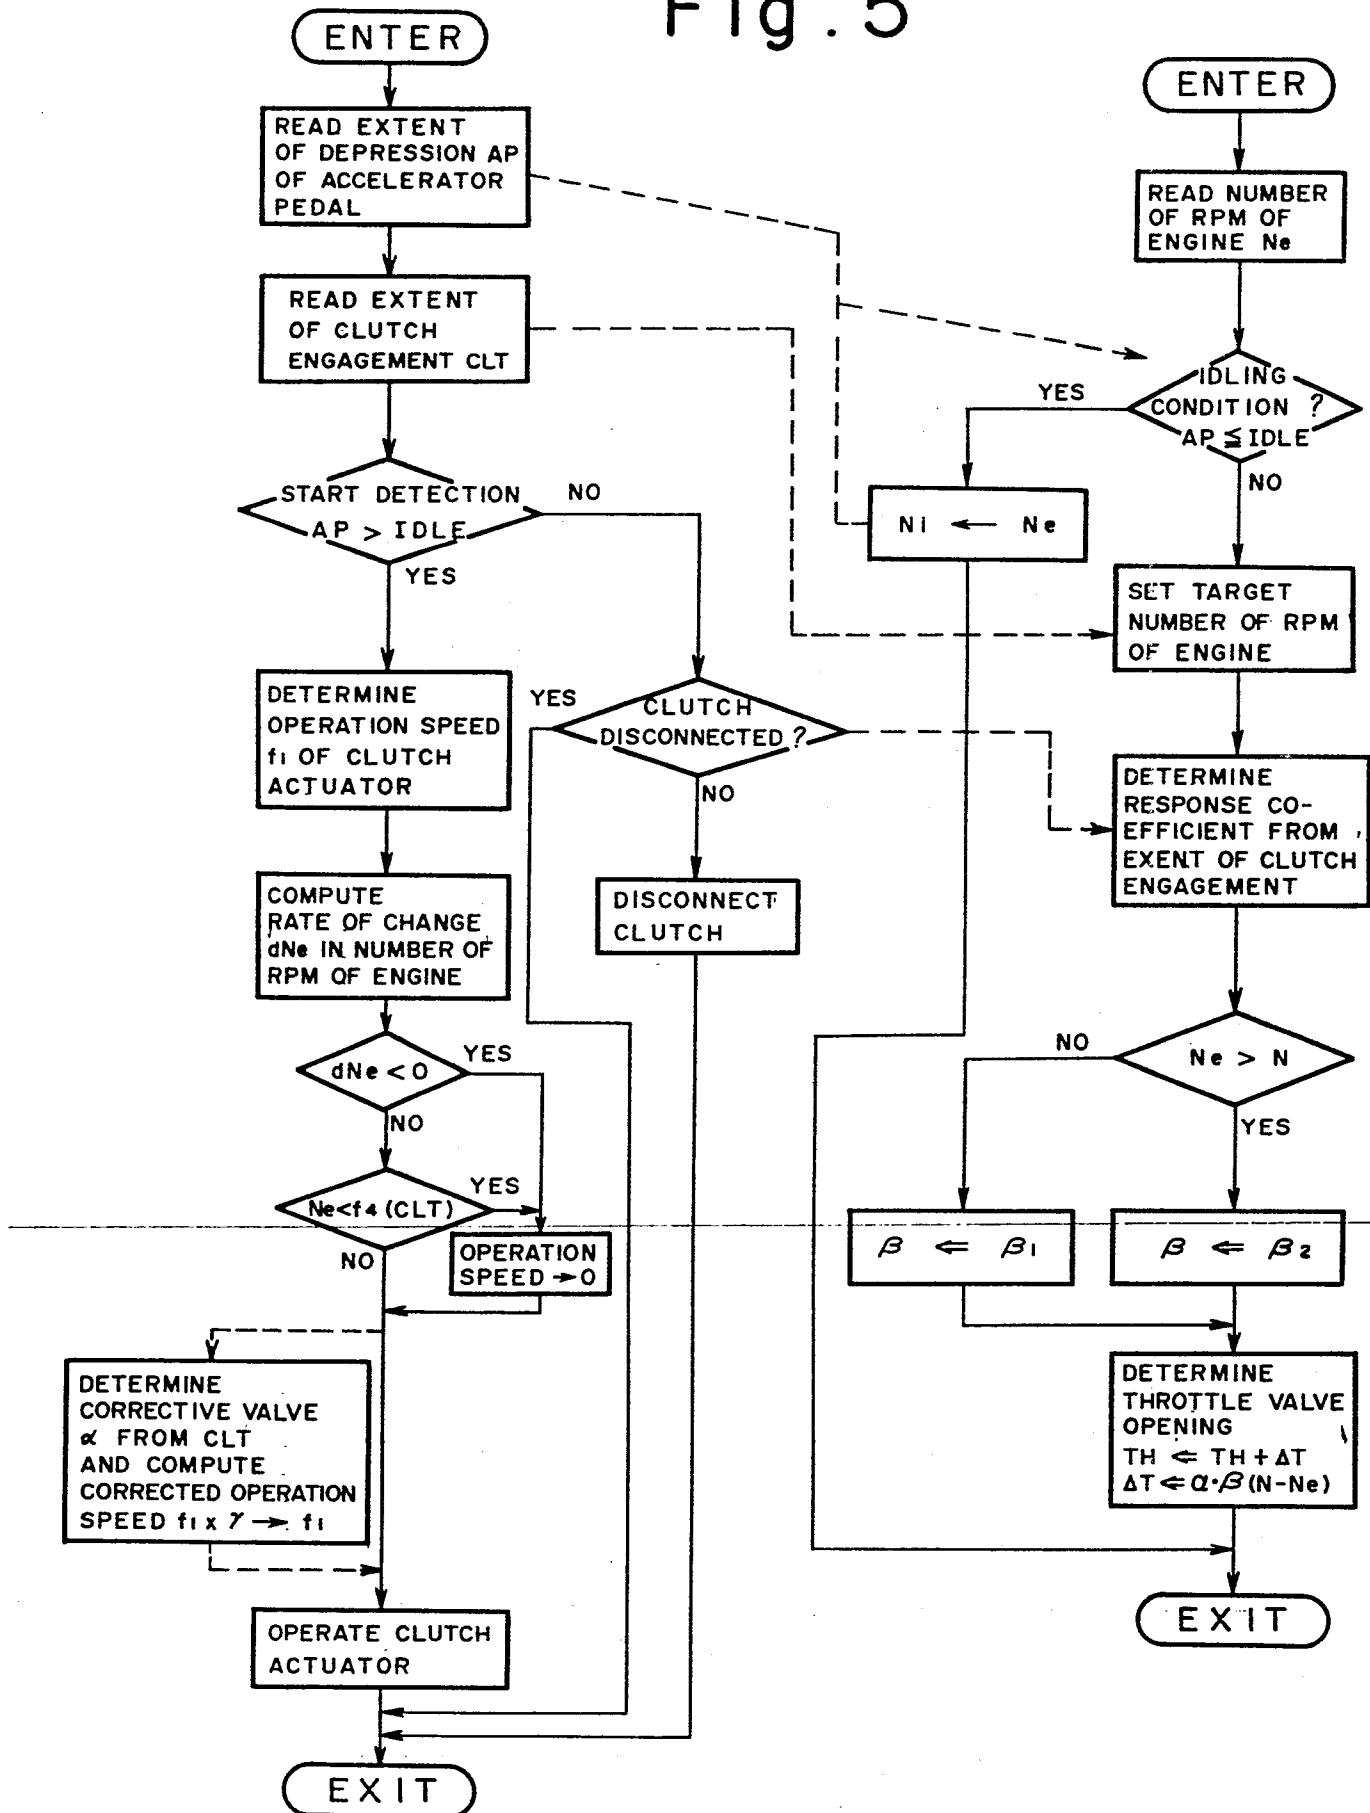 Fig. 5
ENTER
READ EXTENT
OF DEPRESSION AP
OF ACCELERATOR
PEDAL
READ EXTENT
OF CLUTCH
ENGAGEMENT CLT
START DETECTION
AP > IDLE
NO
YES
DETERMINE
OPERATION SPEED
f1 OF CLUTCH
ACTUATOR
COMPUTE
RATE OF CHANGE
dNe IN NUMBER OF
RPM OF ENGINE
dNe < 0
YES
NO
Ne<f4 (CLT)
YES
NO
OPERATION
SPEED → 0
DETERMINE
CORRECTIVE VALVE
α FROM CLT
AND COMPUTE
CORRECTED OPERATION
SPEED f1 x γ → f1
OPERATE CLUTCH
ACTUATOR
EXIT
YES
CLUTCH
DISCONNECTED ?
NO
DISCONNECT
CLUTCH
ENTER
READ NUMBER
OF RPM OF
ENGINE Ne
IDLING
CONDITION ?
AP ≦ IDLE
YES
NO
Ni ← Ne
SET TARGET
NUMBER OF RPM
OF ENGINE
DETERMINE
RESPONSE CO-
EFFICIENT FROM
EXENT OF CLUTCH
ENGAGEMENT
Ne > N
NO
YES
β ⇐ β1
β ⇐ β2
DETERMINE
THROTTLE VALVE
OPENING
TH ⇐ TH + ΔT
ΔT ⇐ α·β (N-Ne)
EXIT